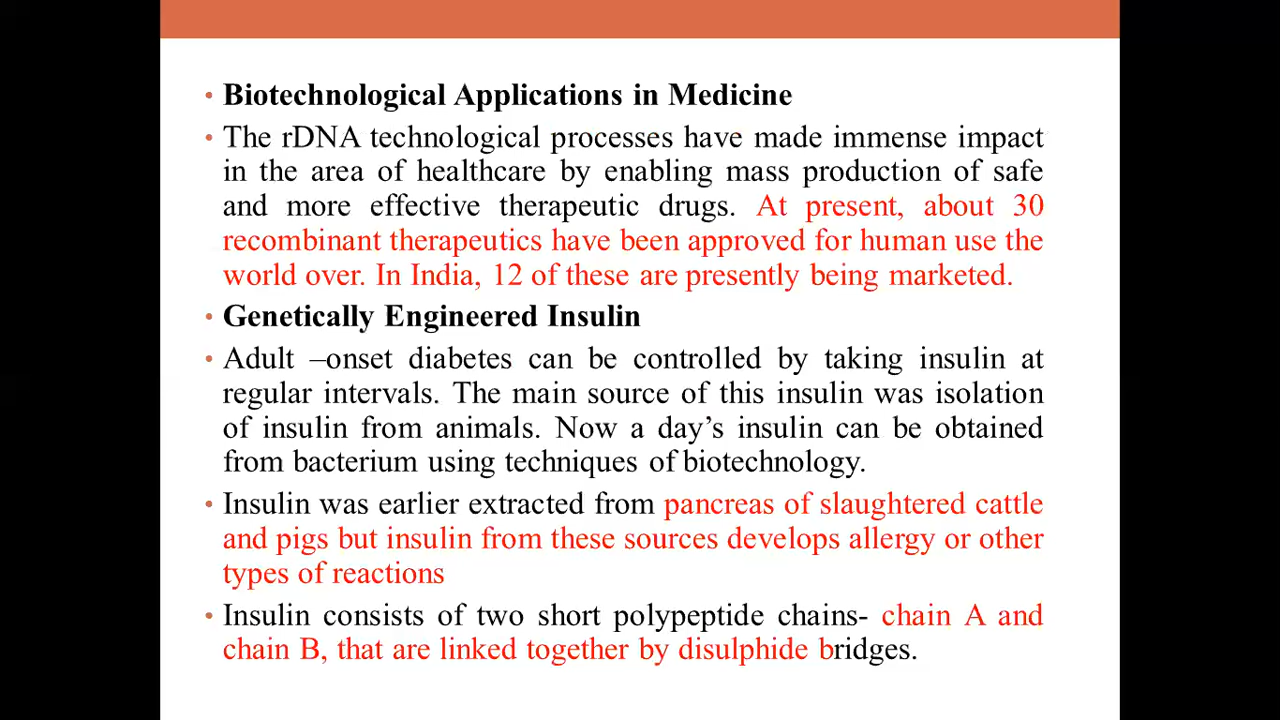 • Biotechnological Applications in Medicine
• The rDNA technological processes have made immense impact
in the area of healthcare by enabling mass production of safe
and more effective therapeutic drugs. At present, about 30
recombinant therapeutics have been approved for human use the
world over. In India, 12 of these are presently being marketed.
• Genetically Engineered Insulin
• Adult –onset diabetes can be controlled by taking insulin at
regular intervals. The main source of this insulin was isolation
of insulin from animals. Now a day’s insulin can be obtained
from bacterium using techniques of biotechnology.
• Insulin was earlier extracted from pancreas of slaughtered cattle
and pigs but insulin from these sources develops allergy or other
types of reactions
• Insulin consists of two short polypeptide chains- chain A and
chain B, that are linked together by disulphide bridges.